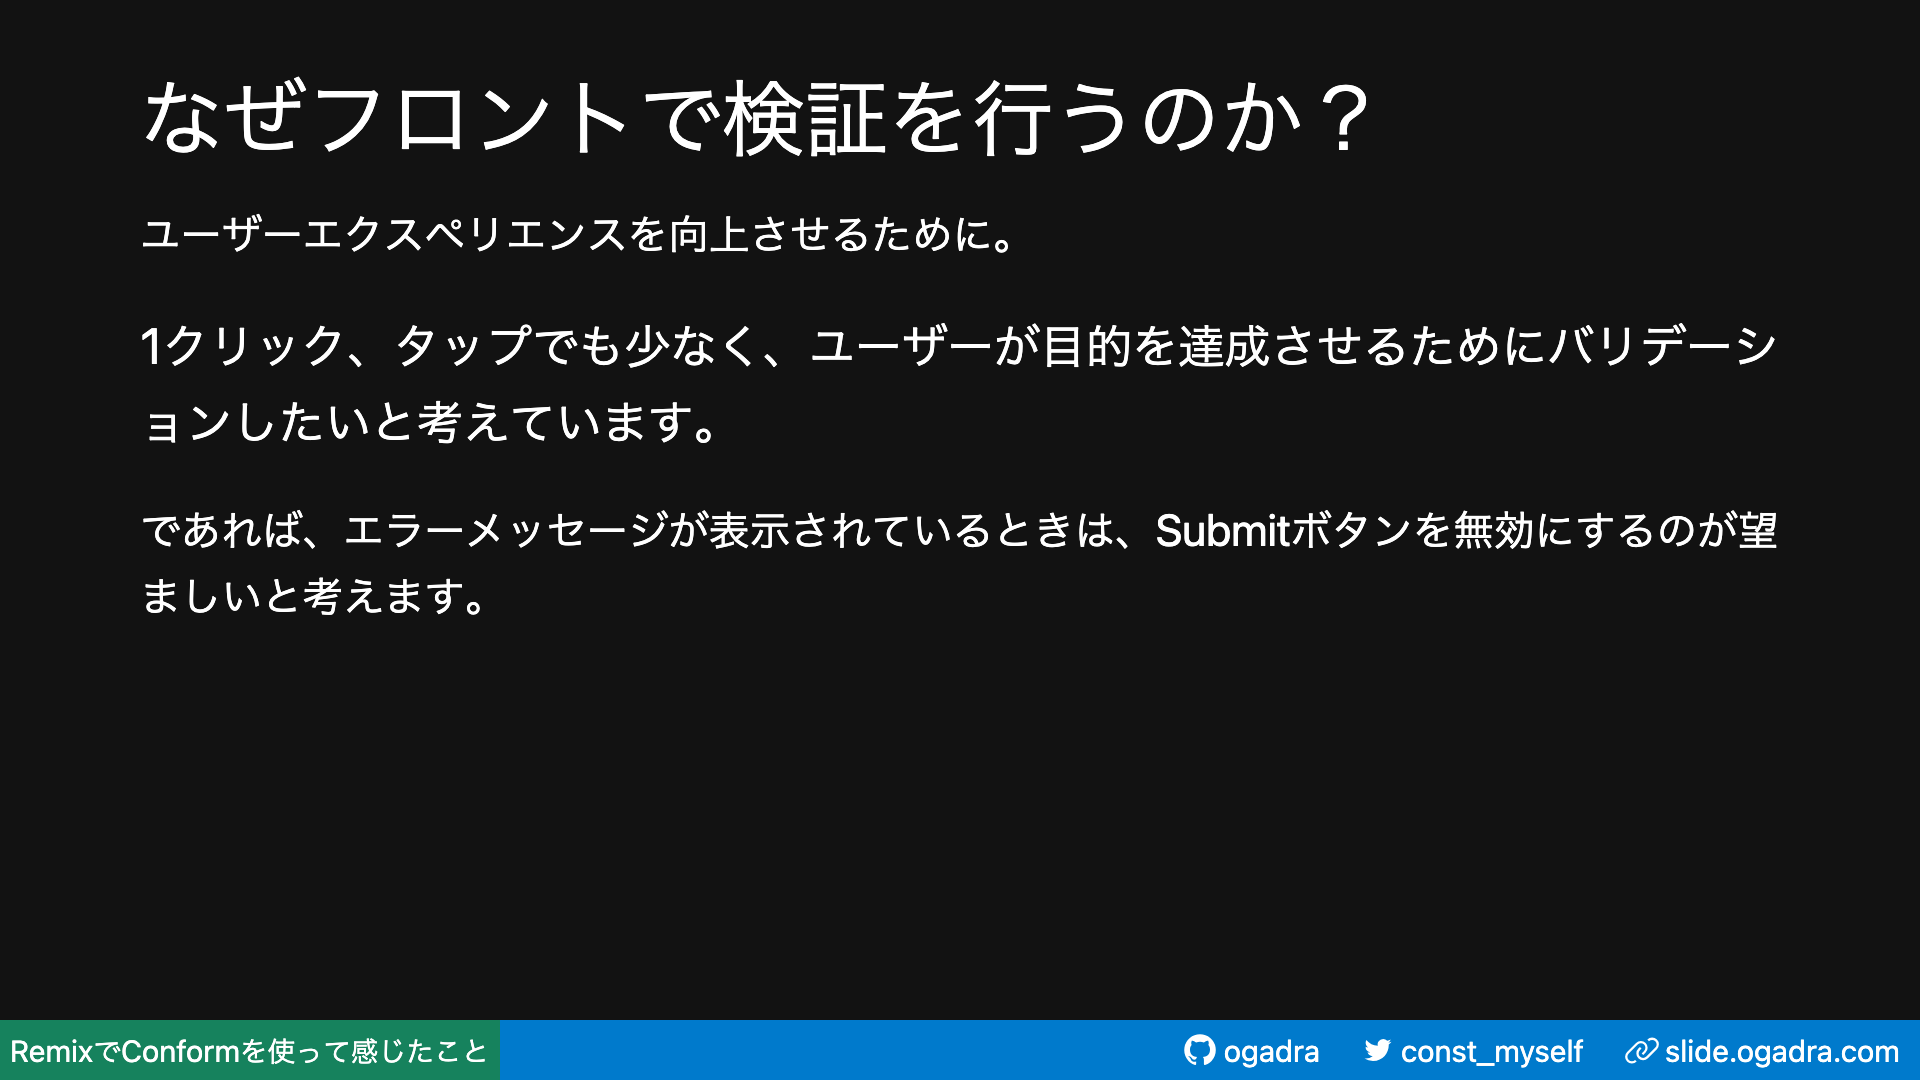 なぜフロントで検証を行うのか？
ユーザーエクスペリエンスを向上させるために。
1クリック、タップでも少なく、ユーザーが目的を達成させるためにバリデーシ
ョンしたいと考えています。
であれば、エラーメッセージが表示されているときは、Submitボタンを無効にするのが望
ましいと考えます。
RemixでConformを使って感じたこと
ogadra
const_myself
slide.ogadra.com